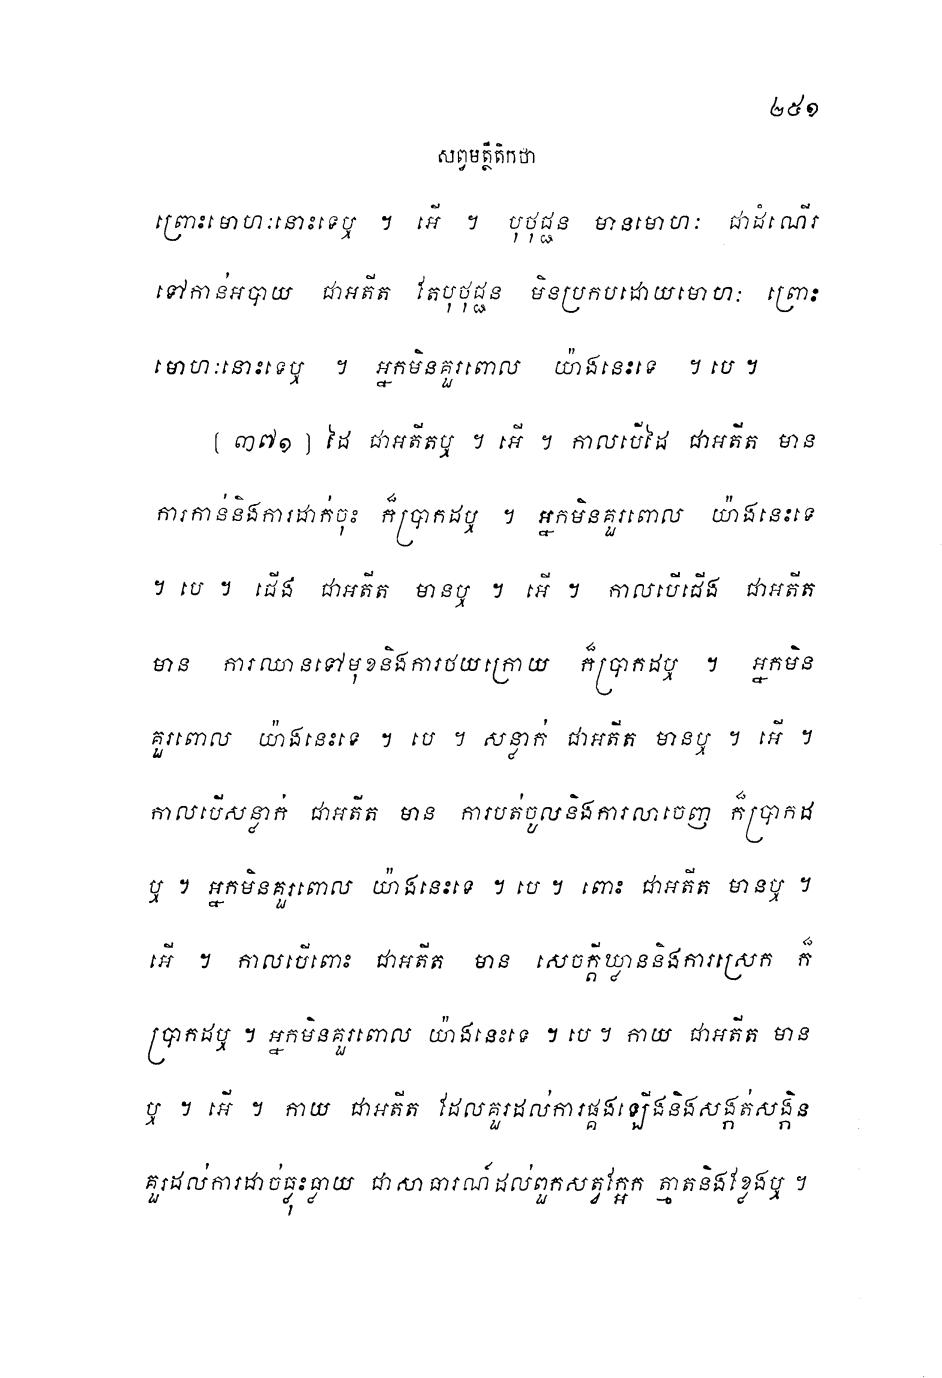 ២៥១
សព្វមត្ថីតិកថា
ព្រោះមោហៈនោះទេឬ ។ អើ ។ បុថុជ្ជន មានមោហៈ ជាដំណើរ
ទៅកាន់អបាយ ជាអតីត តែបុថុជ្ជន មិនប្រកបដោយមោហៈ ព្រោះ
មោហៈនោះទេឬ ។ អ្នកមិនគួរពោល យ៉ាងនេះទេ ។ បេ ។
(៣៧១) ដៃ ជាអតីតឬ ។ អើ ។ កាលបើដៃ ជាអតីត មាន
ការកាន់និងការដាក់ចុះ ក៏ប្រាកដឬ ។ អ្នកមិនគួរពោល យ៉ាងនេះទេ
។ បេ ។ ជើង ជាអតីត មានឬ ។ អើ ។ កាលបើជើង ជាអតីត
មាន ការឈានទៅមុខនិងការថយក្រោយ ក៏ប្រាកដឬ ។ អ្នកមិន
គួរពោល យ៉ាងនេះទេ ។ បេ ។ សន្លាក់ ជាអតីត មានឬ ។ អើ ។
កាលបើសន្លាក់ ជាអតីត មាន ការបត់ចូលនិងការលាចេញ ក៏ប្រាកដ
ឬ ។ អ្នកមិនគួរពោល យ៉ាងនេះទេ ។ បេ ។ ពោះ ជាអតីត មានឬ ។
អើ ។ កាលបើពោះ ជាអតីត មាន សេចក្តីឃ្លាននិងការស្រេក ក៏
ប្រាកដឬ ។ អ្នកមិនគួរពោល យ៉ាងនេះទេ ។ បេ ។ កាយ ជាអតីត មាន
ឬ ។ អើ ។ កាយ ជាអតីត ដែលគួរដល់ការផ្គងឡើងនិងសង្កត់សង្កិន
គួរដល់ការដាច់ធ្លុះធ្លាយ ជាសាធារណ៍ដល់ពួកសត្វក្អែក ត្មាតនិងខ្លែងឬ ។